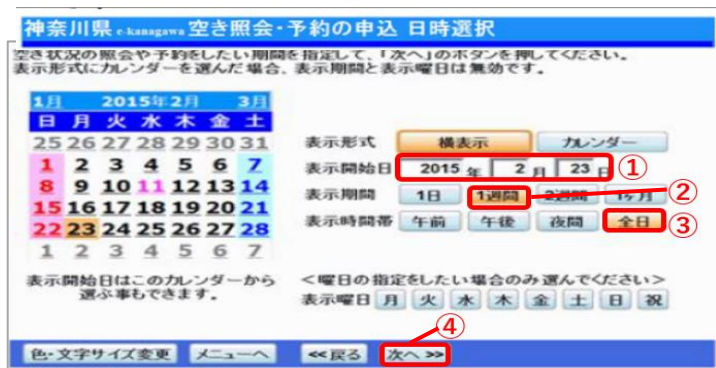 神奈川県 e-kanagawa 空き照会・予約の申込 日時選択
空き状況の照会や予約をしたい期間を指定して、「次へ」のボタンを押してください。
表示形式にカレンダーを選んだ場合、表示期間と表示曜日は無効です。
1月 2015年2月 3月
日 月 火 水 木 金 土
25 26 27 28 29 30 31
1 2 3 4 5 6 7
8 9 10 11 12 13 14
15 16 17 18 19 20 21
22 23 24 25 26 27 28
1 2 3 4 5 6 7
表示開始日はこのカレンダーから
選ぶ事もできます。
表示形式 横表示 カレンダー
表示開始日 2015 年 2 月 23 日 ①
表示期間 1日 1週間 2週間 1ヶ月 ②
表示時間帯 午前 午後 夜間 全日 ③
<曜日の指定をしたい場合のみ選んでください>
表示曜日 月 火 水 木 金 土 日 祝
④
色・文字サイズ変更 メニューへ <<戻る 次へ >>